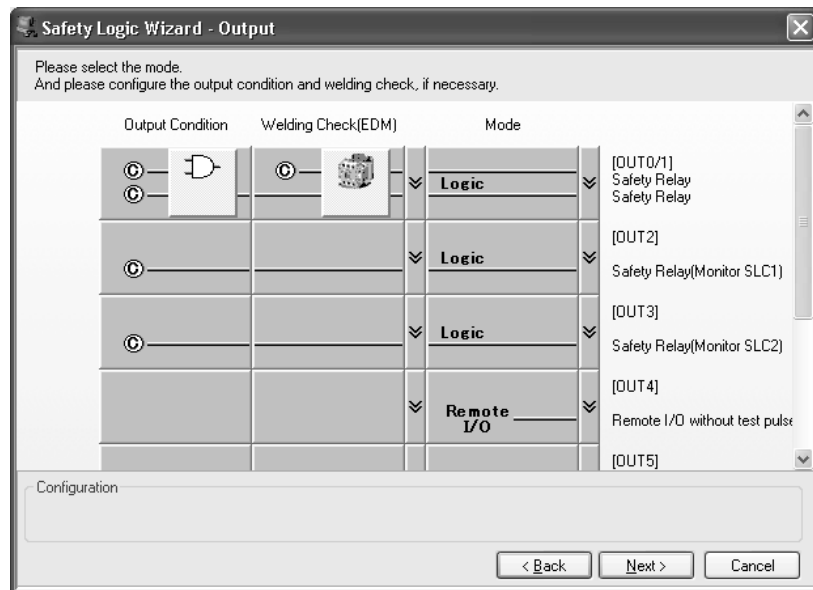 Safety Logic Wizard - Output
Please select the mode.
And please configure the output condition and welding check, if necessary.
Output Condition Welding Check(EDM) Mode
© © Logic [OUT0/1]
© Safety Relay
Safety Relay
[OUT2]
© Logic Safety Relay(Monitor SLC1)
[OUT3]
© Logic Safety Relay(Monitor SLC2)
[OUT4]
Remote I/O Remote I/O without test pulse
[OUT5]
Configuration
< Back Next > Cancel